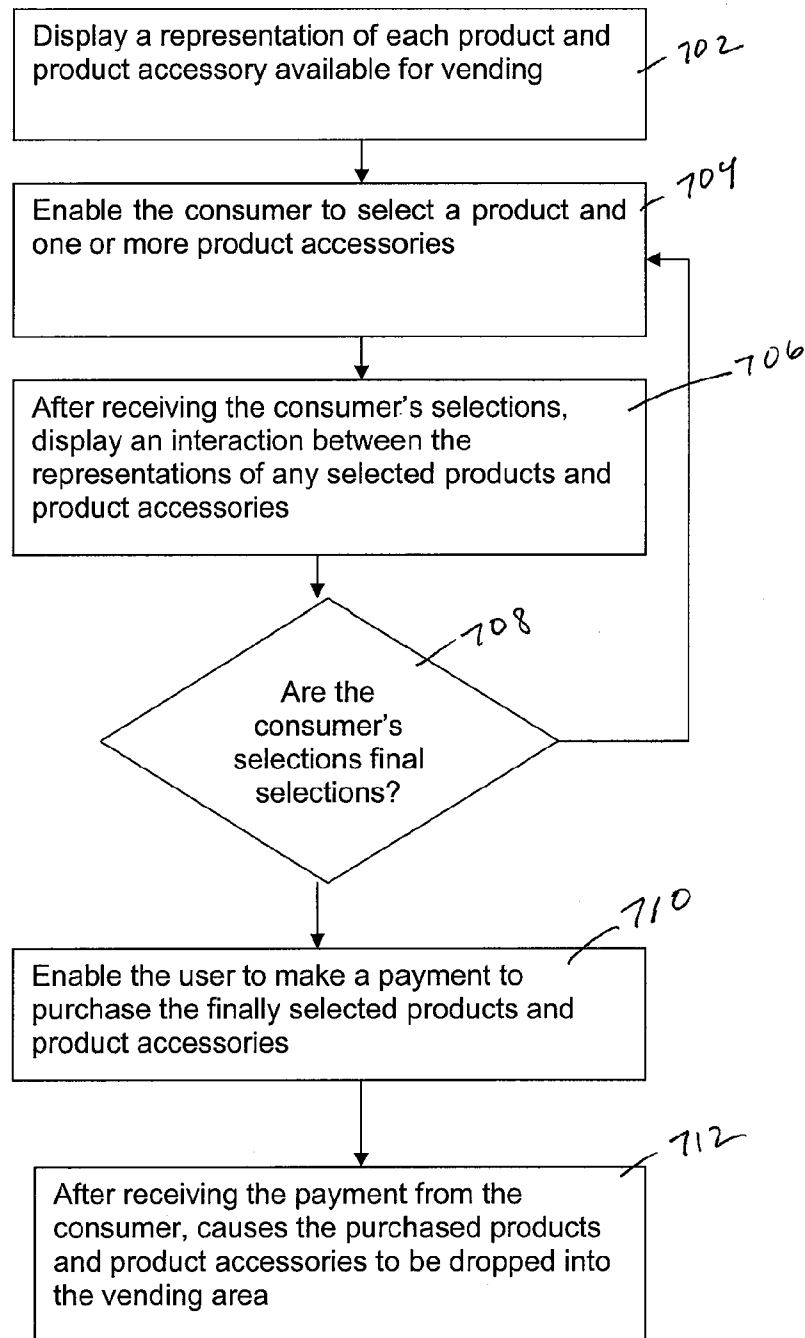 Display a representation of each product and
product accessory available for vending
702
Enable the consumer to select a product and
one or more product accessories
704
After receiving the consumer's selections,
display an interaction between the
representations of any selected products and
product accessories
706
Are the
consumer's
selections final
selections?
708
Enable the user to make a payment to
purchase the finally selected products and
product accessories
710
After receiving the payment from the
consumer, causes the purchased products
and product accessories to be dropped into
the vending area
712